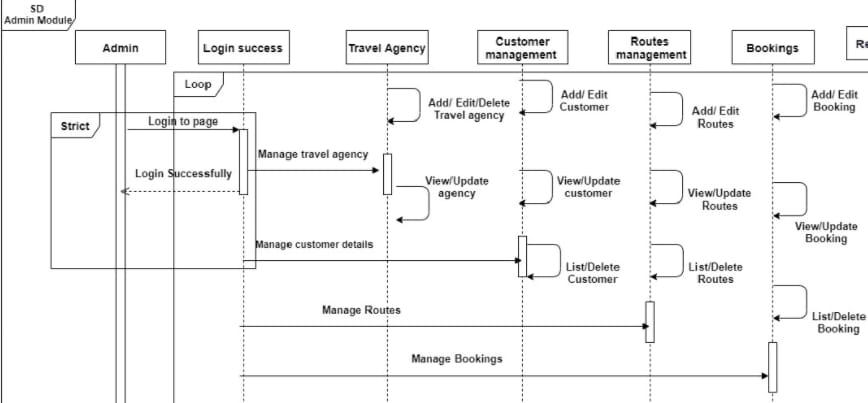 SD
Admin Module
Admin
Login success
Travel Agency
Customer
management
Routes
management
Bookings
Re
Loop
Add/ Edit/Delete
Travel agency
Add/ Edit
Customer
Add/ Edit
Routes
Add/ Edit
Booking
Strict
Login to page
Manage travel agency
Login Successfully
View/Update
agency
View/Update
customer
View/Update
Routes
View/Update
Booking
Manage customer details
List/Delete
Customer
List/Delete
Routes
Manage Routes
List/Delete
Booking
Manage Bookings